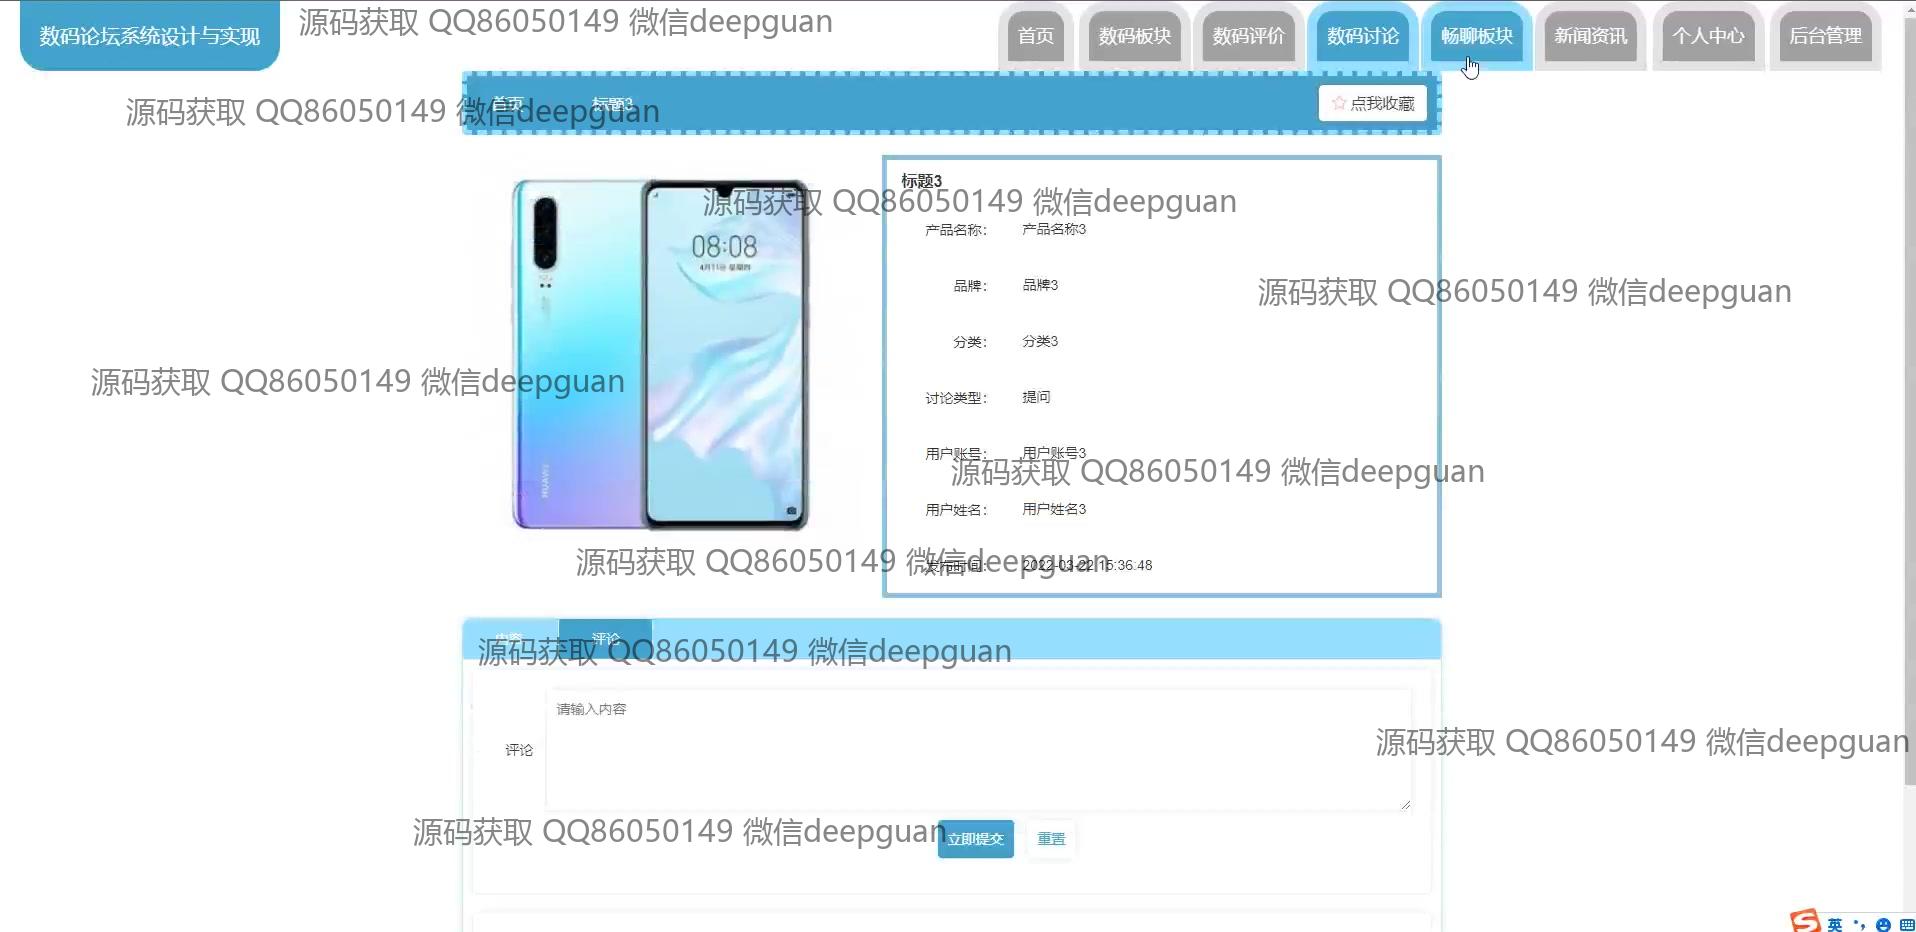 数码论坛系统设计与实现
源码获取 QQ86050149 微信deepguan
首页 数码板块 数码评价 数码讨论 畅聊板块 新闻资讯 个人中心 后台管理
首页 标题3
☆点我收藏
源码获取 QQ86050149 微信deepguan
标题3
源码获取 QQ86050149 微信deepguan
08:08
4月11日 星期四
产品名称： 产品名称3
品牌： 品牌3
源码获取 QQ86050149 微信deepguan
分类： 分类3
源码获取 QQ86050149 微信deepguan
讨论类型： 提问
用户账号： 用户账号3
源码获取 QQ86050149 微信deepguan
HUAWEI
用户姓名： 用户姓名3
发布时间： 2022-03-22 15:36:48
源码获取 QQ86050149 微信deepguan
内容 评论
源码获取 QQ86050149 微信deepguan
评论
请输入内容
源码获取 QQ86050149 微信deepguan
源码获取 QQ86050149 微信deepguan
立即提交 重置
英